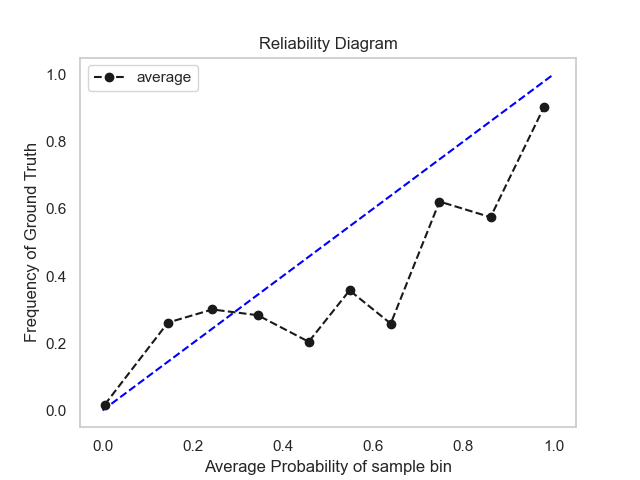 Reliability Diagram
average
Frequency of Ground Truth
1.0
0.8
0.6
0.4
0.2
0.0
0.0 0.2 0.4 0.6 0.8 1.0
Average Probability of sample bin